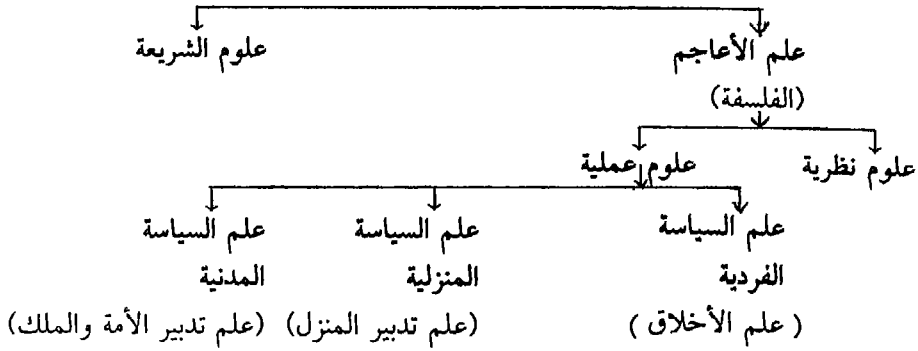 علم الأعاجم علوم الشريعة
(الفلسفة)
علوم نظرية علوم عملية
علم السياسة علم السياسة علم السياسة
الفردية المنزلية المدنية
( علم الأخلاق ) (علم تدبير المنزل) (علم تدبير الأمة والملك)